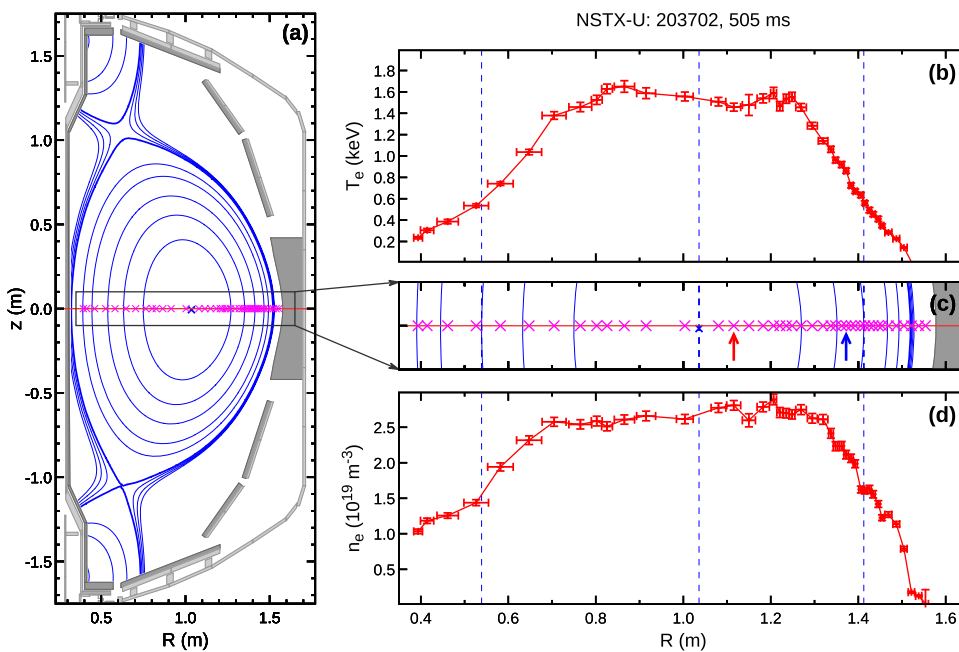 NSTX-U: 203702, 505 ms
(a)
1.5
1.0
0.5
0.0
-0.5
-1.0
-1.5
z (m)
0.5 1.0 1.5
R (m)
(b)
1.8
1.6
1.4
1.2
1.0
0.8
0.6
0.4
0.2
Te (keV)
(c)
(d)
2.5
2.0
1.5
1.0
0.5
ne (10^19 m^-3)
0.4 0.6 0.8 1.0 1.2 1.4 1.6
R (m)